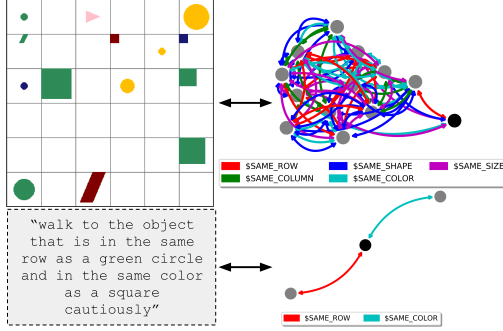 $SAME_ROW $SAME_SHAPE $SAME_SIZE
$SAME_COLUMN $SAME_COLOR
“walk to the object
that is in the same
row as a green circle
and in the same color
as a square
cautiously”
$SAME_ROW $SAME_COLOR